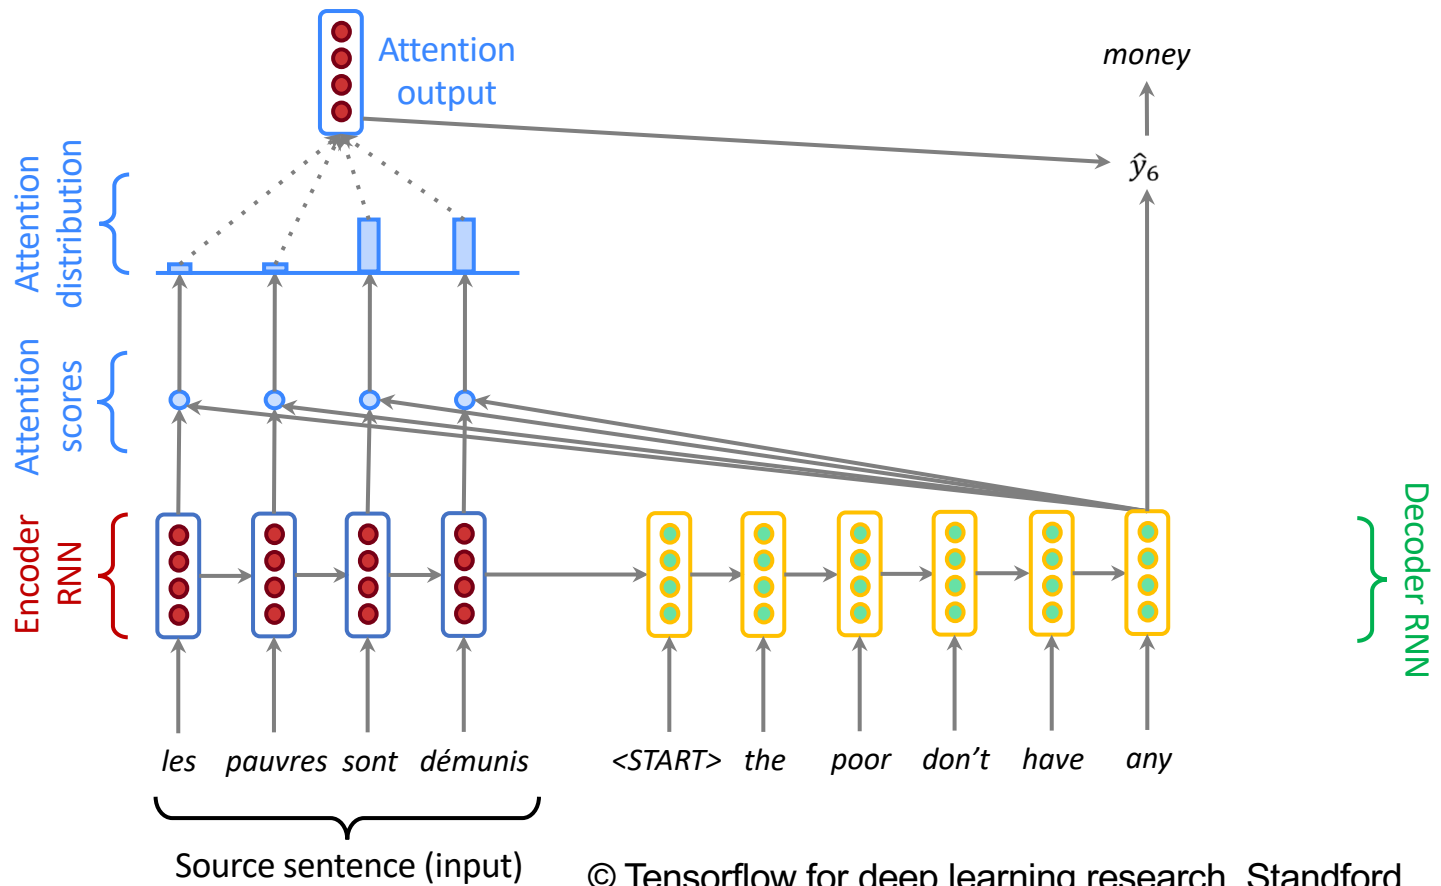 Attention
output
money
Attention
distribution
ŷ₆
Attention
scores
Encoder
RNN
Decoder RNN
les pauvres sont démunis <START> the poor don't have any
Source sentence (input)
© Tensorflow for deep learning research. Standford